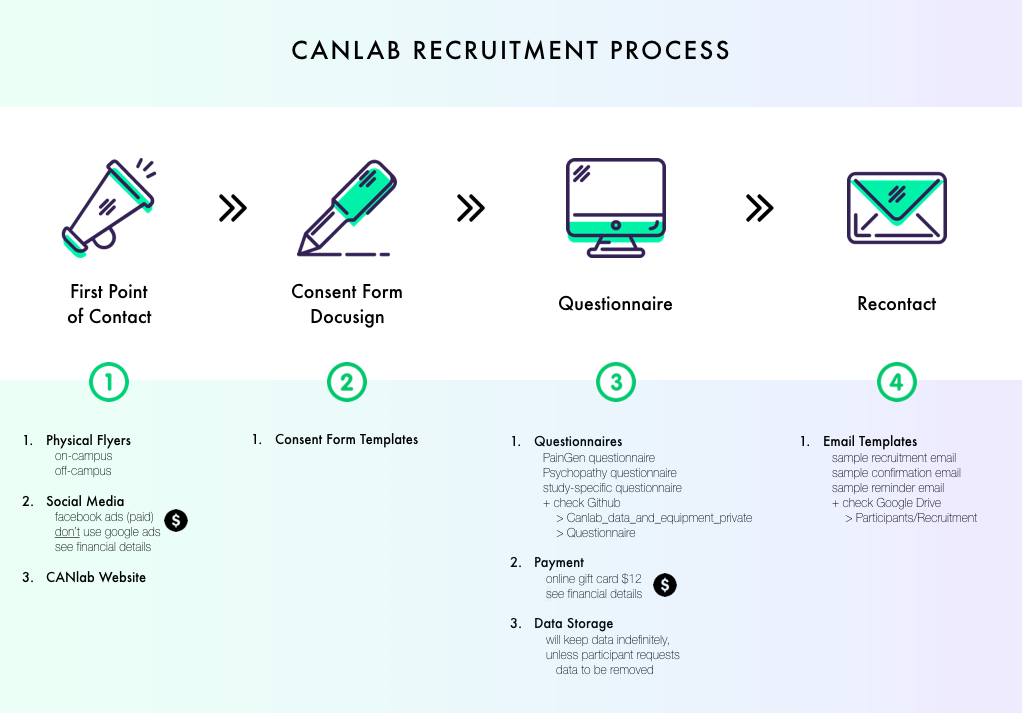 CANLAB RECRUITMENT PROCESS
First Point
of Contact
Consent Form
Docusign
Questionnaire
Recontact
1
2
3
4
1. Physical Flyers
on-campus
off-campus
2. Social Media
facebook ads (paid)
don't use google ads
see financial details
$
3. CANlab Website
1. Consent Form Templates
1. Questionnaires
PainGen questionnaire
Psychopathy questionnaire
study-specific questionnaire
+ check Github
> Canlab_data_and_equipment_private
> Questionnaire
2. Payment
online gift card $12
see financial details
$
3. Data Storage
will keep data indefinitely,
unless participant requests
data to be removed
1. Email Templates
sample recruitment email
sample confirmation email
sample reminder email
+ check Google Drive
> Participants/Recruitment